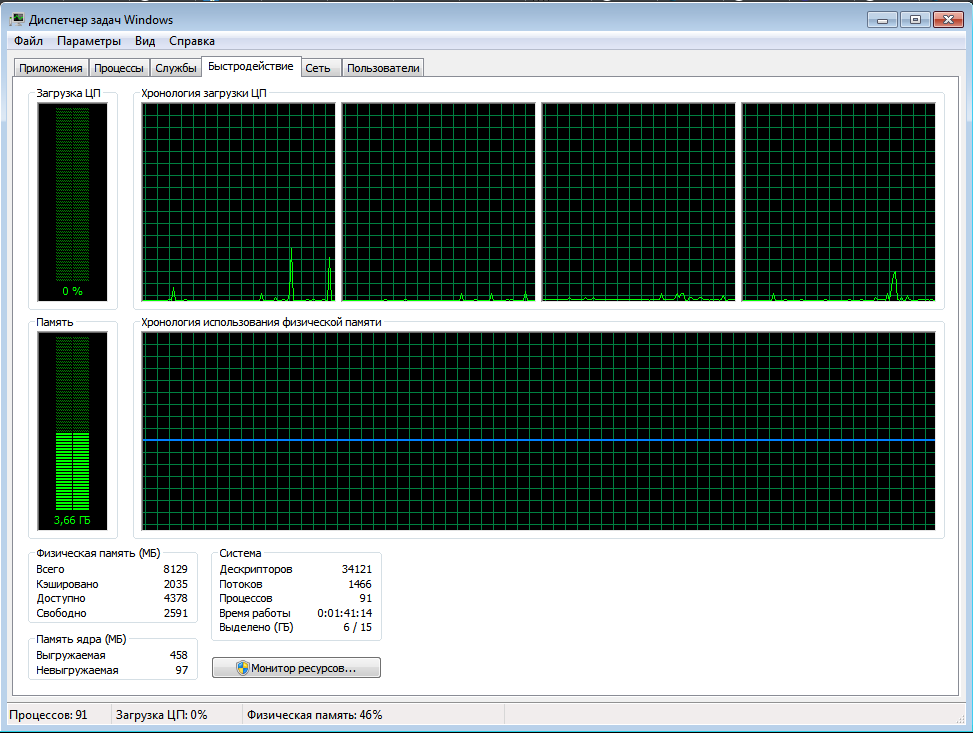 Диспетчер задач Windows
Файл Параметры Вид Справка
Приложения Процессы Службы Быстродействие Сеть Пользователи
Загрузка ЦП
0 %
Хронология загрузки ЦП
Память
3,66 ГБ
Хронология использования физической памяти
Физическая память (МБ)
Всего 8129
Кэшировано 2035
Доступно 4378
Свободно 2591
Память ядра (МБ)
Выгружаемая 458
Невыгружаемая 97
Система
Дескрипторов 34121
Потоков 1466
Процессов 91
Время работы 0:01:41:14
Выделено (ГБ) 6 / 15
Монитор ресурсов...
Процессов: 91 Загрузка ЦП: 0% Физическая память: 46%